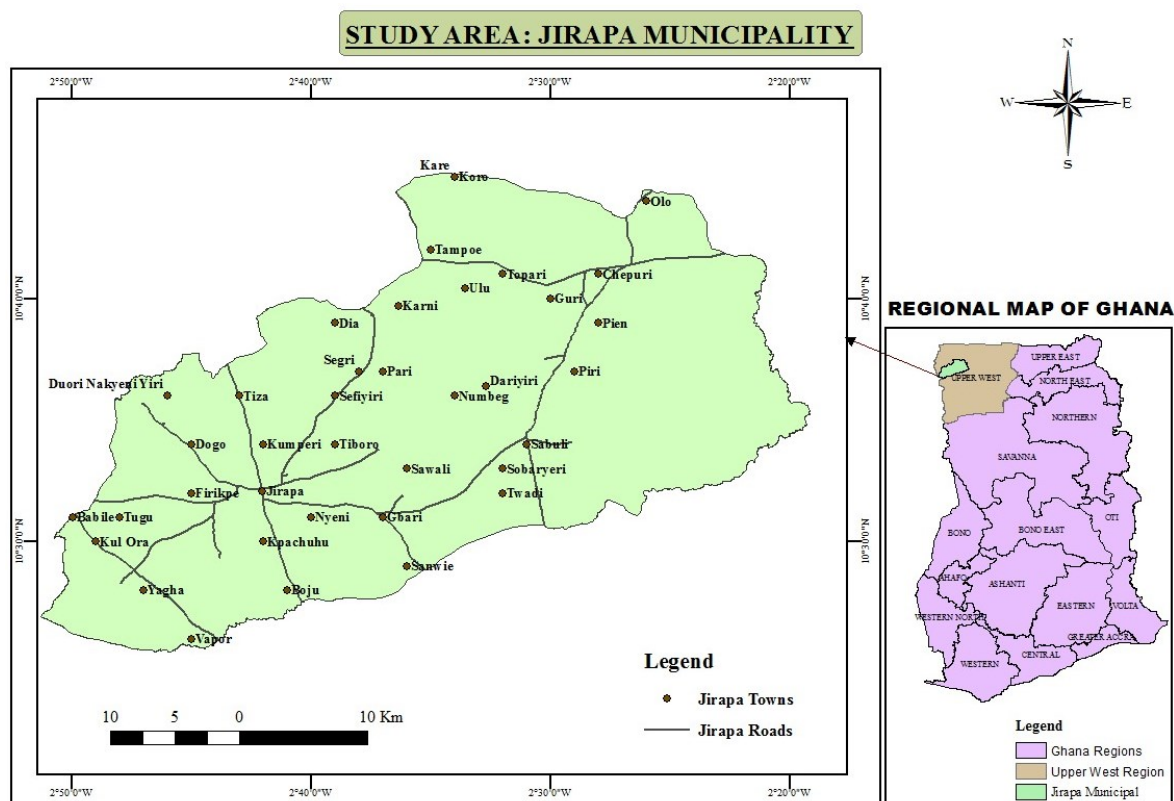 STUDY AREA: JIRAPA MUNICIPALITY
N
W E
S
2°50'0"W 2°40'0"W 2°30'0"W 2°20'0"W
10°40'0"N
10°30'0"N
10°40'0"N
10°30'0"N
Kare
Koro
Olo
Tampoe
Topari
Chepuri
Ulu
Guri
Karni
Dia
Pien
Segri
Pari
Piri
Duori Nakyeni Yiri
Dariyiri
Tiza
Sefiyiri
Numbeg
Dogo
Kumperi
Tiboro
Sabuli
Sawali
Sobaryeri
Firikpe
Jirapa
Twadi
Babile
Tugu
Nyeni
Gbari
Kul Ora
Kpachuhu
Sanwie
Yagha
Boju
Vapor
Legend
Jirapa Towns
Jirapa Roads
10 5 0 10 Km
2°50'0"W 2°40'0"W 2°30'0"W 2°20'0"W
REGIONAL MAP OF GHANA
UPPER EAST
UPPER WEST
NORTH EAST
NORTHERN
SAVANNA
OTI
BONO
BONO EAST
AHAFO
ASHANTI
EASTERN
VOLTA
WESTERN NORTH
GREATER ACCRA
CENTRAL
WESTERN
Legend
Ghana Regions
Upper West Region
Jirapa Municipal